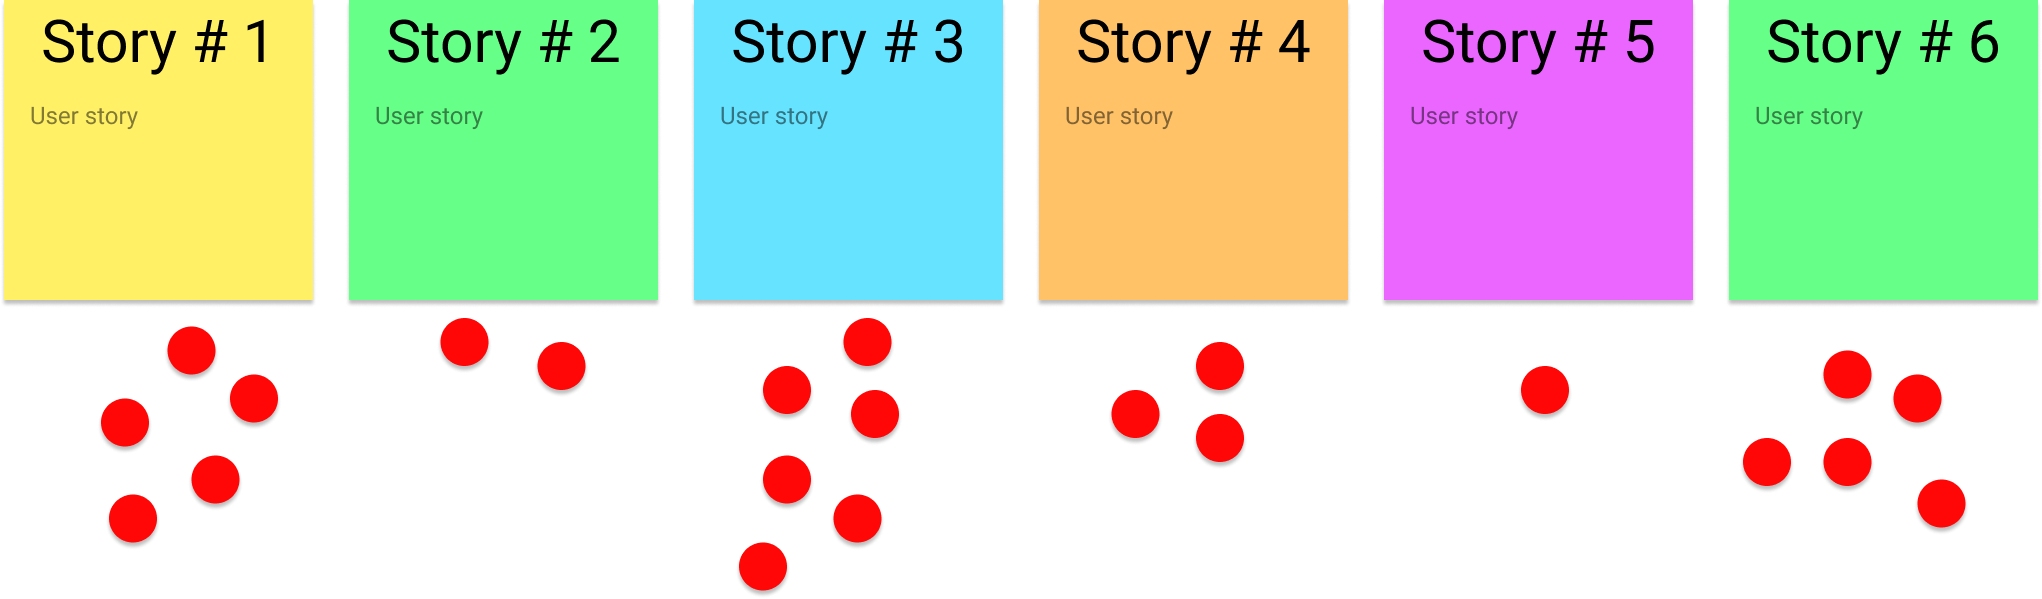 Story # 1
User story
Story # 2
User story
Story # 3
User story
Story # 4
User story
Story # 5
User story
Story # 6
User story